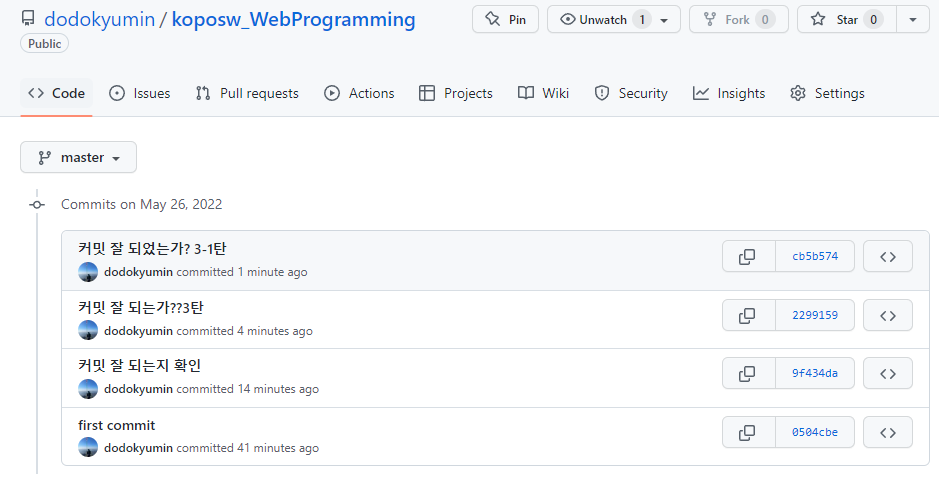 dodokyumin / koposw_WebProgramming
Pin
Unwatch 1
Fork 0
Star 0
Public
Code
Issues
Pull requests
Actions
Projects
Wiki
Security
Insights
Settings
master
Commits on May 26, 2022
커밋 잘 되었는가? 3-1탄
dodokyumin committed 1 minute ago
cb5b574
커밋 잘 되는가??3탄
dodokyumin committed 4 minutes ago
2299159
커밋 잘 되는지 확인
dodokyumin committed 14 minutes ago
9f434da
first commit
dodokyumin committed 41 minutes ago
0504cbe